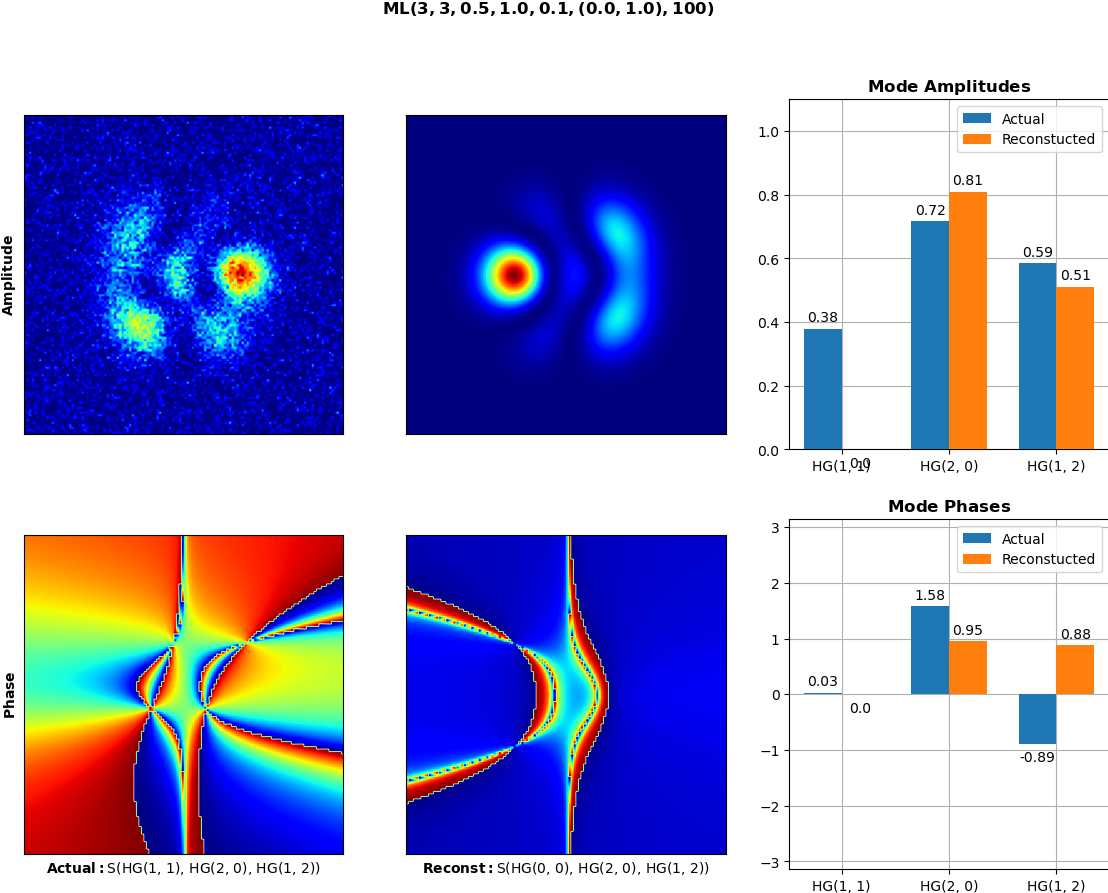 ML(3, 3, 0.5, 1.0, 0.1, (0.0, 1.0), 100)
Amplitude
Mode Amplitudes
Actual
Reconstucted
1.0
0.8
0.6
0.4
0.2
0.0
0.38
0.0
0.72
0.81
0.59
0.51
HG(1, 1)
HG(2, 0)
HG(1, 2)
Phase
Actual: S(HG(1, 1), HG(2, 0), HG(1, 2))
Reconst: S(HG(0, 0), HG(2, 0), HG(1, 2))
Mode Phases
Actual
Reconstucted
3
2
1
0
−1
−2
−3
0.03
0.0
1.58
0.95
-0.89
0.88
HG(1, 1)
HG(2, 0)
HG(1, 2)